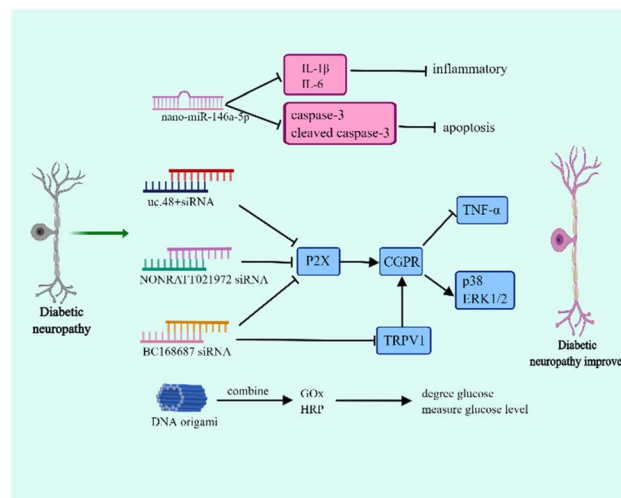 IL-1β
IL-6
inflammatory
nano-miR-146a-5p
caspase-3
cleaved caspase-3
apoptosis
uc.48+siRNA
TNF-α
NONRATT021972 siRNA
P2X
CGPR
p38
ERK1/2
Diabetic
neuropathy
BC168687 siRNA
TRPV1
Diabetic
neuropathy improve
combine
GOx
HRP
degree glucose
measure glucose level
DNA origami